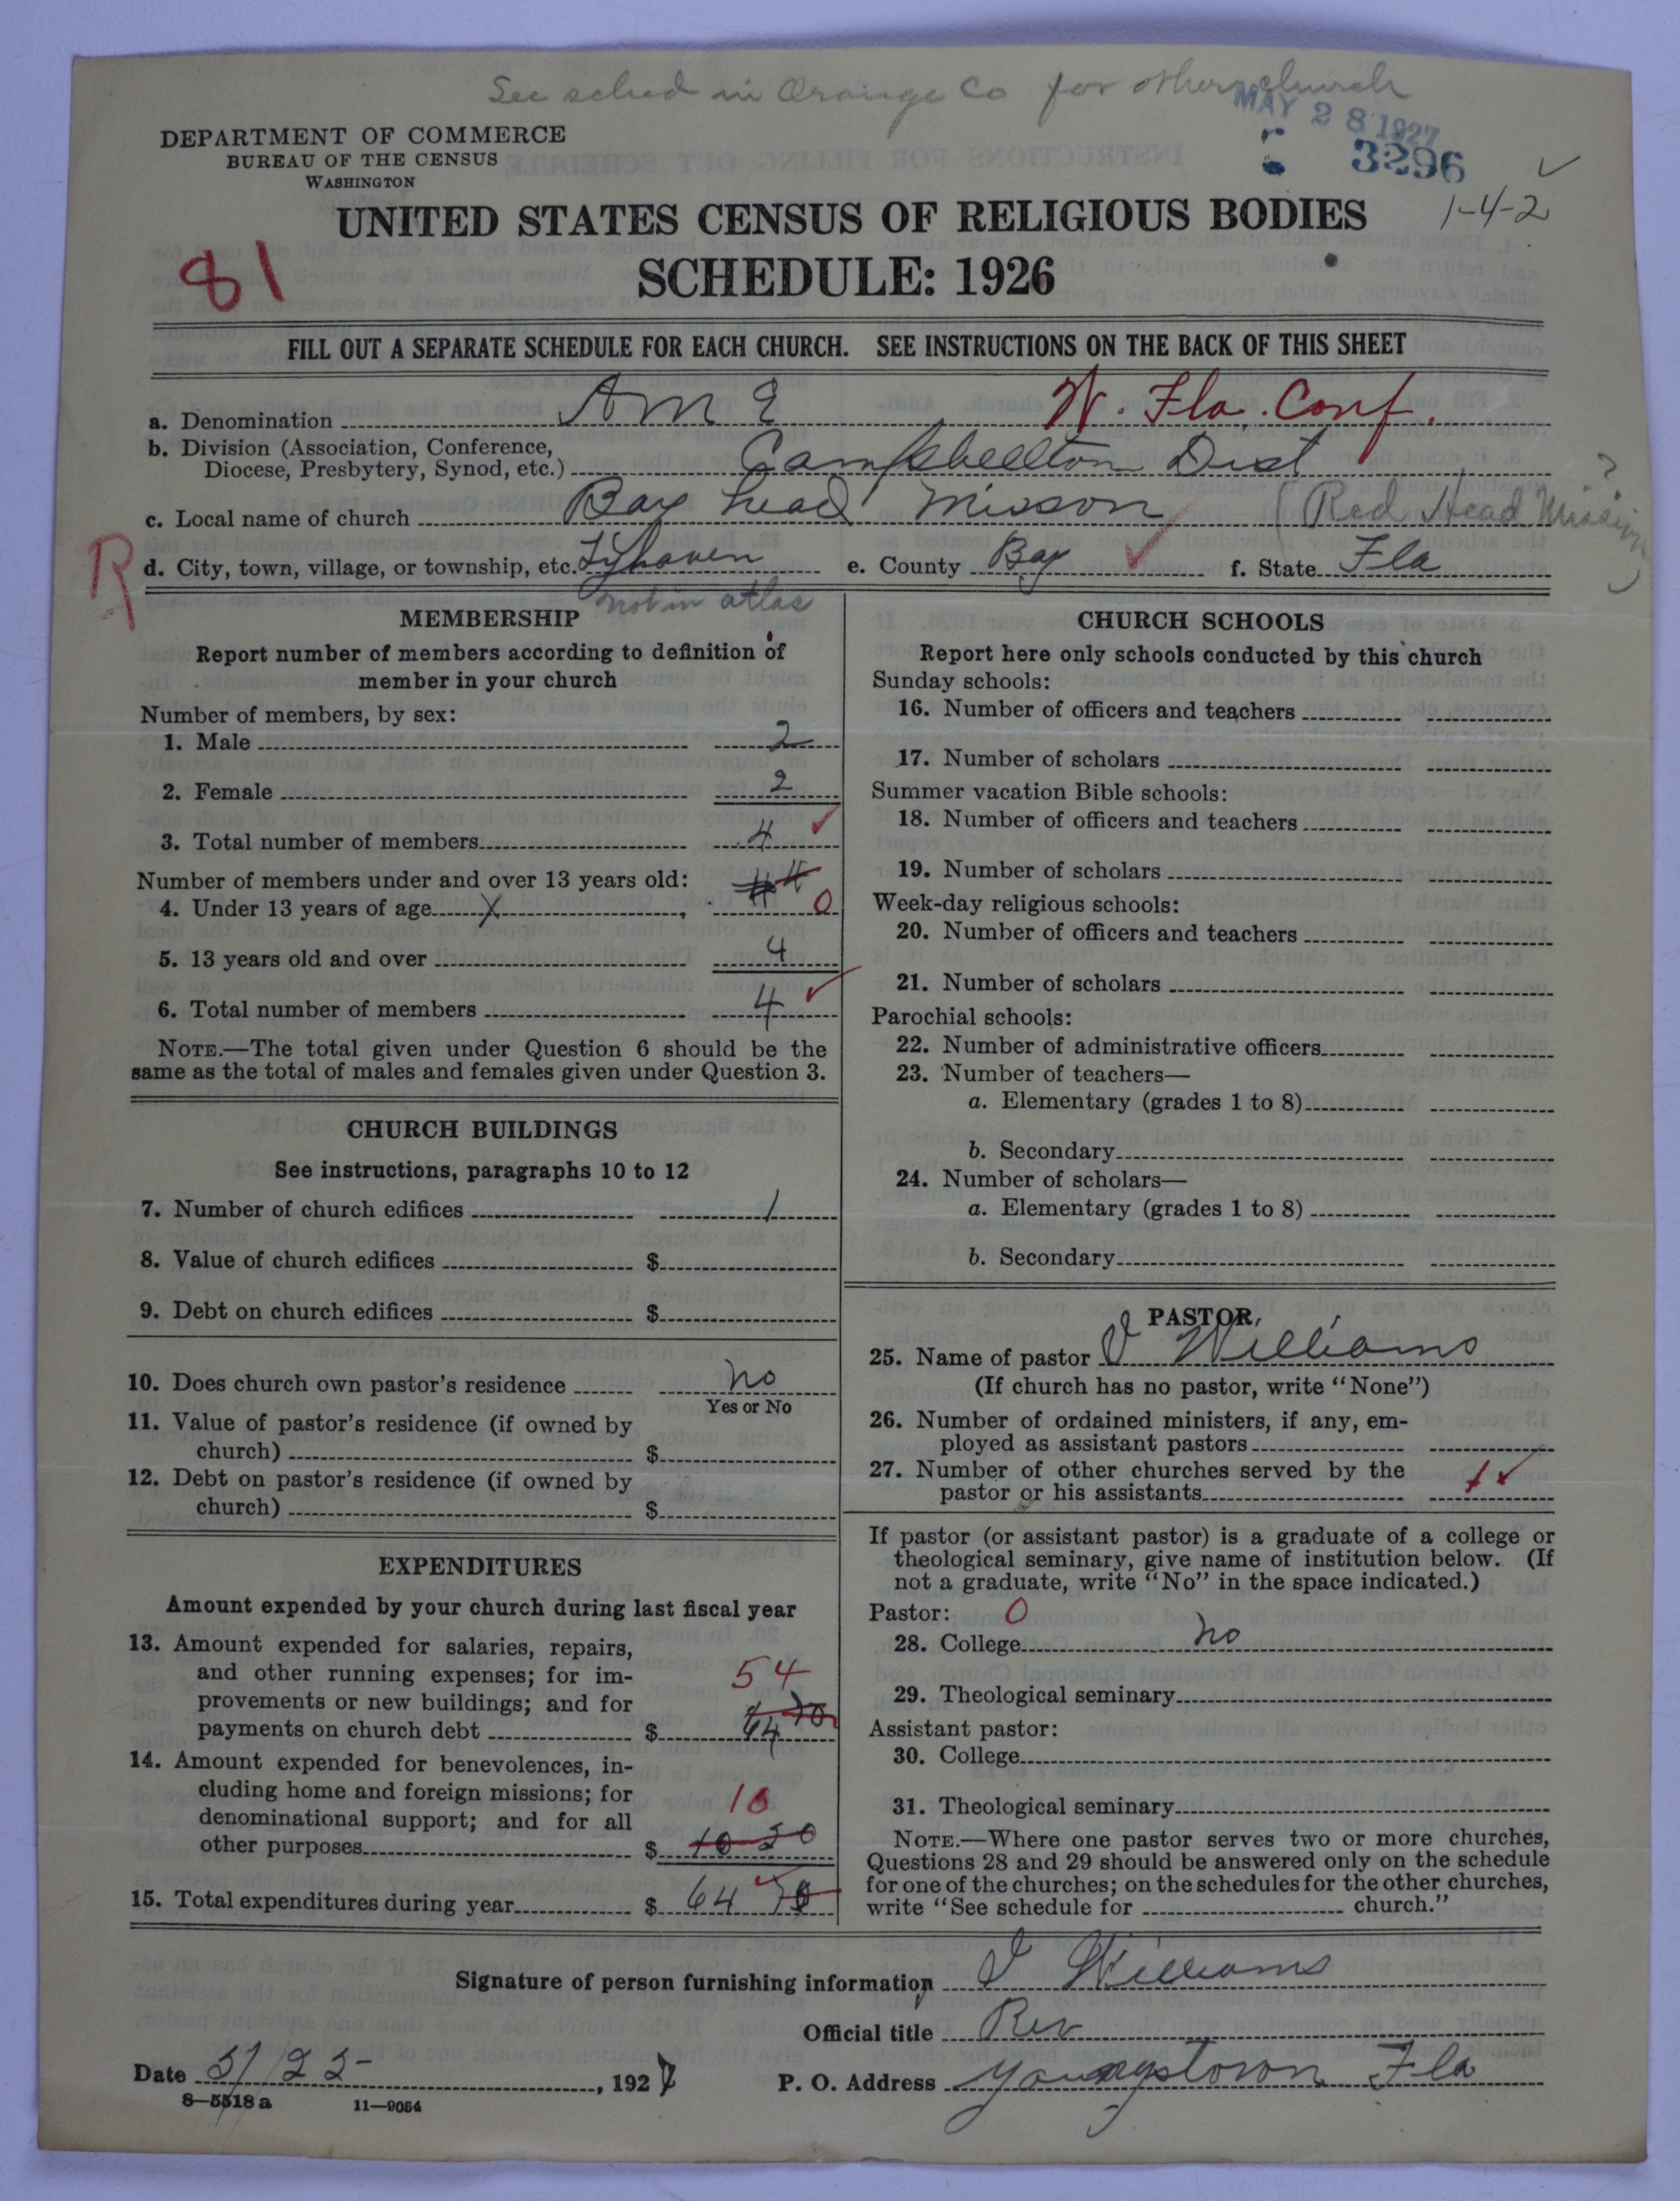 See sched in Orange Co for other church
MAY 28 1927
3296
1-4-2
DEPARTMENT OF COMMERCE
BUREAU OF THE CENSUS
WASHINGTON
UNITED STATES CENSUS OF RELIGIOUS BODIES
SCHEDULE: 1926
81
FILL OUT A SEPARATE SCHEDULE FOR EACH CHURCH. SEE INSTRUCTIONS ON THE BACK OF THIS SHEET
a. Denomination A M E W. Fla. Conf.
b. Division (Association, Conference,
Diocese, Presbytery, Synod, etc.) Campbellton Dist
c. Local name of church Bay head Misson (Red Head Mission ?)
R
d. City, town, village, or township, etc. Lyhaven e. County Bay f. State Fla
not in atlas
MEMBERSHIP
Report number of members according to definition of
member in your church
Number of members, by sex:
1. Male 2
2. Female 2
3. Total number of members 4
Number of members under and over 13 years old: 4 4
4. Under 13 years of age X 0
5. 13 years old and over 4
6. Total number of members 4
NOTE.—The total given under Question 6 should be the
same as the total of males and females given under Question 3.
CHURCH BUILDINGS
See instructions, paragraphs 10 to 12
7. Number of church edifices 1
8. Value of church edifices $
9. Debt on church edifices $
10. Does church own pastor's residence no
Yes or No
11. Value of pastor's residence (if owned by
church) $
12. Debt on pastor's residence (if owned by
church) $
EXPENDITURES
Amount expended by your church during last fiscal year
13. Amount expended for salaries, repairs,
and other running expenses; for im-
provements or new buildings; and for 54
payments on church debt $ 64 70
14. Amount expended for benevolences, in-
cluding home and foreign missions; for
denominational support; and for all 10
other purposes $ 10 50
15. Total expenditures during year $ 64 70
CHURCH SCHOOLS
Report here only schools conducted by this church
Sunday schools:
16. Number of officers and teachers
17. Number of scholars
Summer vacation Bible schools:
18. Number of officers and teachers
19. Number of scholars
Week-day religious schools:
20. Number of officers and teachers
21. Number of scholars
Parochial schools:
22. Number of administrative officers
23. Number of teachers—
a. Elementary (grades 1 to 8)
b. Secondary
24. Number of scholars—
a. Elementary (grades 1 to 8)
b. Secondary
PASTOR
25. Name of pastor J Williams
(If church has no pastor, write "None")
26. Number of ordained ministers, if any, em-
ployed as assistant pastors
27. Number of other churches served by the
pastor or his assistants 1
If pastor (or assistant pastor) is a graduate of a college or
theological seminary, give name of institution below. (If
not a graduate, write "No" in the space indicated.)
Pastor: 0
28. College no
29. Theological seminary
Assistant pastor:
30. College
31. Theological seminary
NOTE.—Where one pastor serves two or more churches,
Questions 28 and 29 should be answered only on the schedule
for one of the churches; on the schedules for the other churches,
write "See schedule for church."
Signature of person furnishing information J Williams
Official title Rev
Date 5/25, 1927 P. O. Address Youngstown Fla
8—5518 a 11—9054